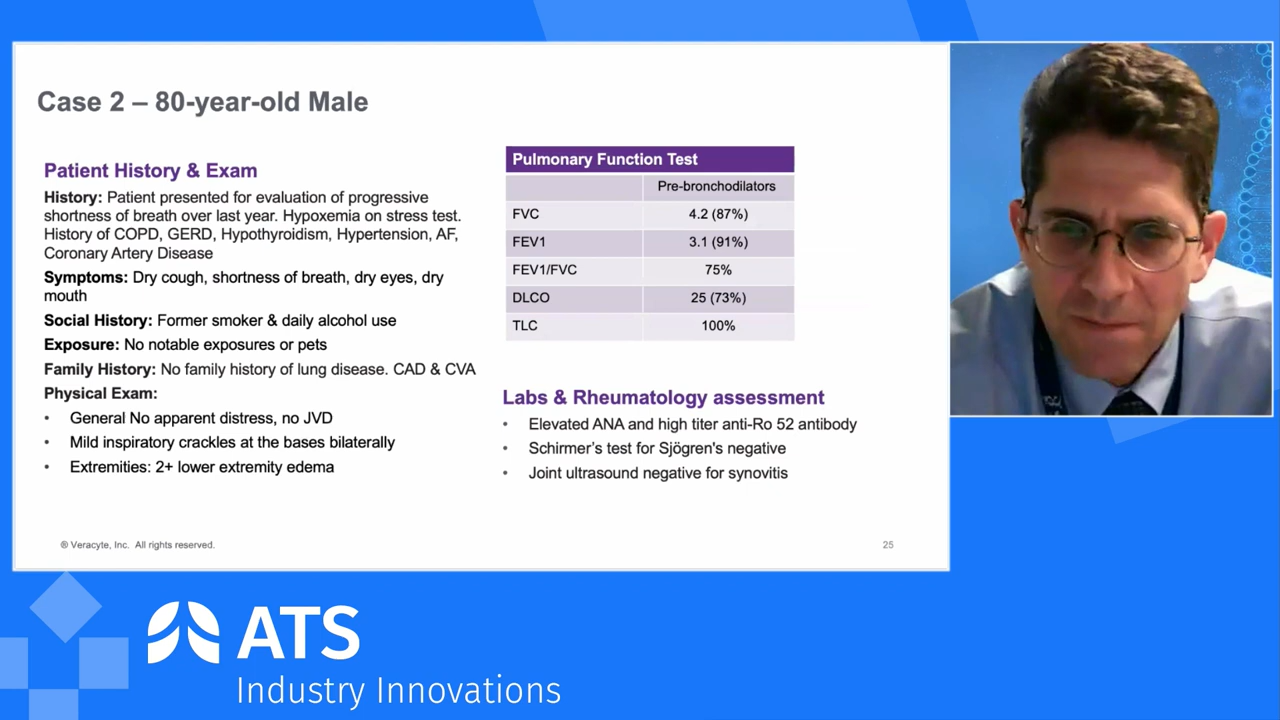 Case 2 – 80-year-old Male
Patient History & Exam
History: Patient presented for evaluation of progressive
shortness of breath over last year. Hypoxemia on stress test.
History of COPD, GERD, Hypothyroidism, Hypertension, AF,
Coronary Artery Disease
Symptoms: Dry cough, shortness of breath, dry eyes, dry
mouth
Social History: Former smoker & daily alcohol use
Exposure: No notable exposures or pets
Family History: No family history of lung disease. CAD & CVA
Physical Exam:
• General No apparent distress, no JVD
• Mild inspiratory crackles at the bases bilaterally
• Extremities: 2+ lower extremity edema
Pulmonary Function Test
Pre-bronchodilators
FVC 4.2 (87%)
FEV1 3.1 (91%)
FEV1/FVC 75%
DLCO 25 (73%)
TLC 100%
Labs & Rheumatology assessment
• Elevated ANA and high titer anti-Ro 52 antibody
• Schirmer's test for Sjögren's negative
• Joint ultrasound negative for synovitis
® Veracyte, Inc. All rights reserved.
25
ATS
Industry Innovations